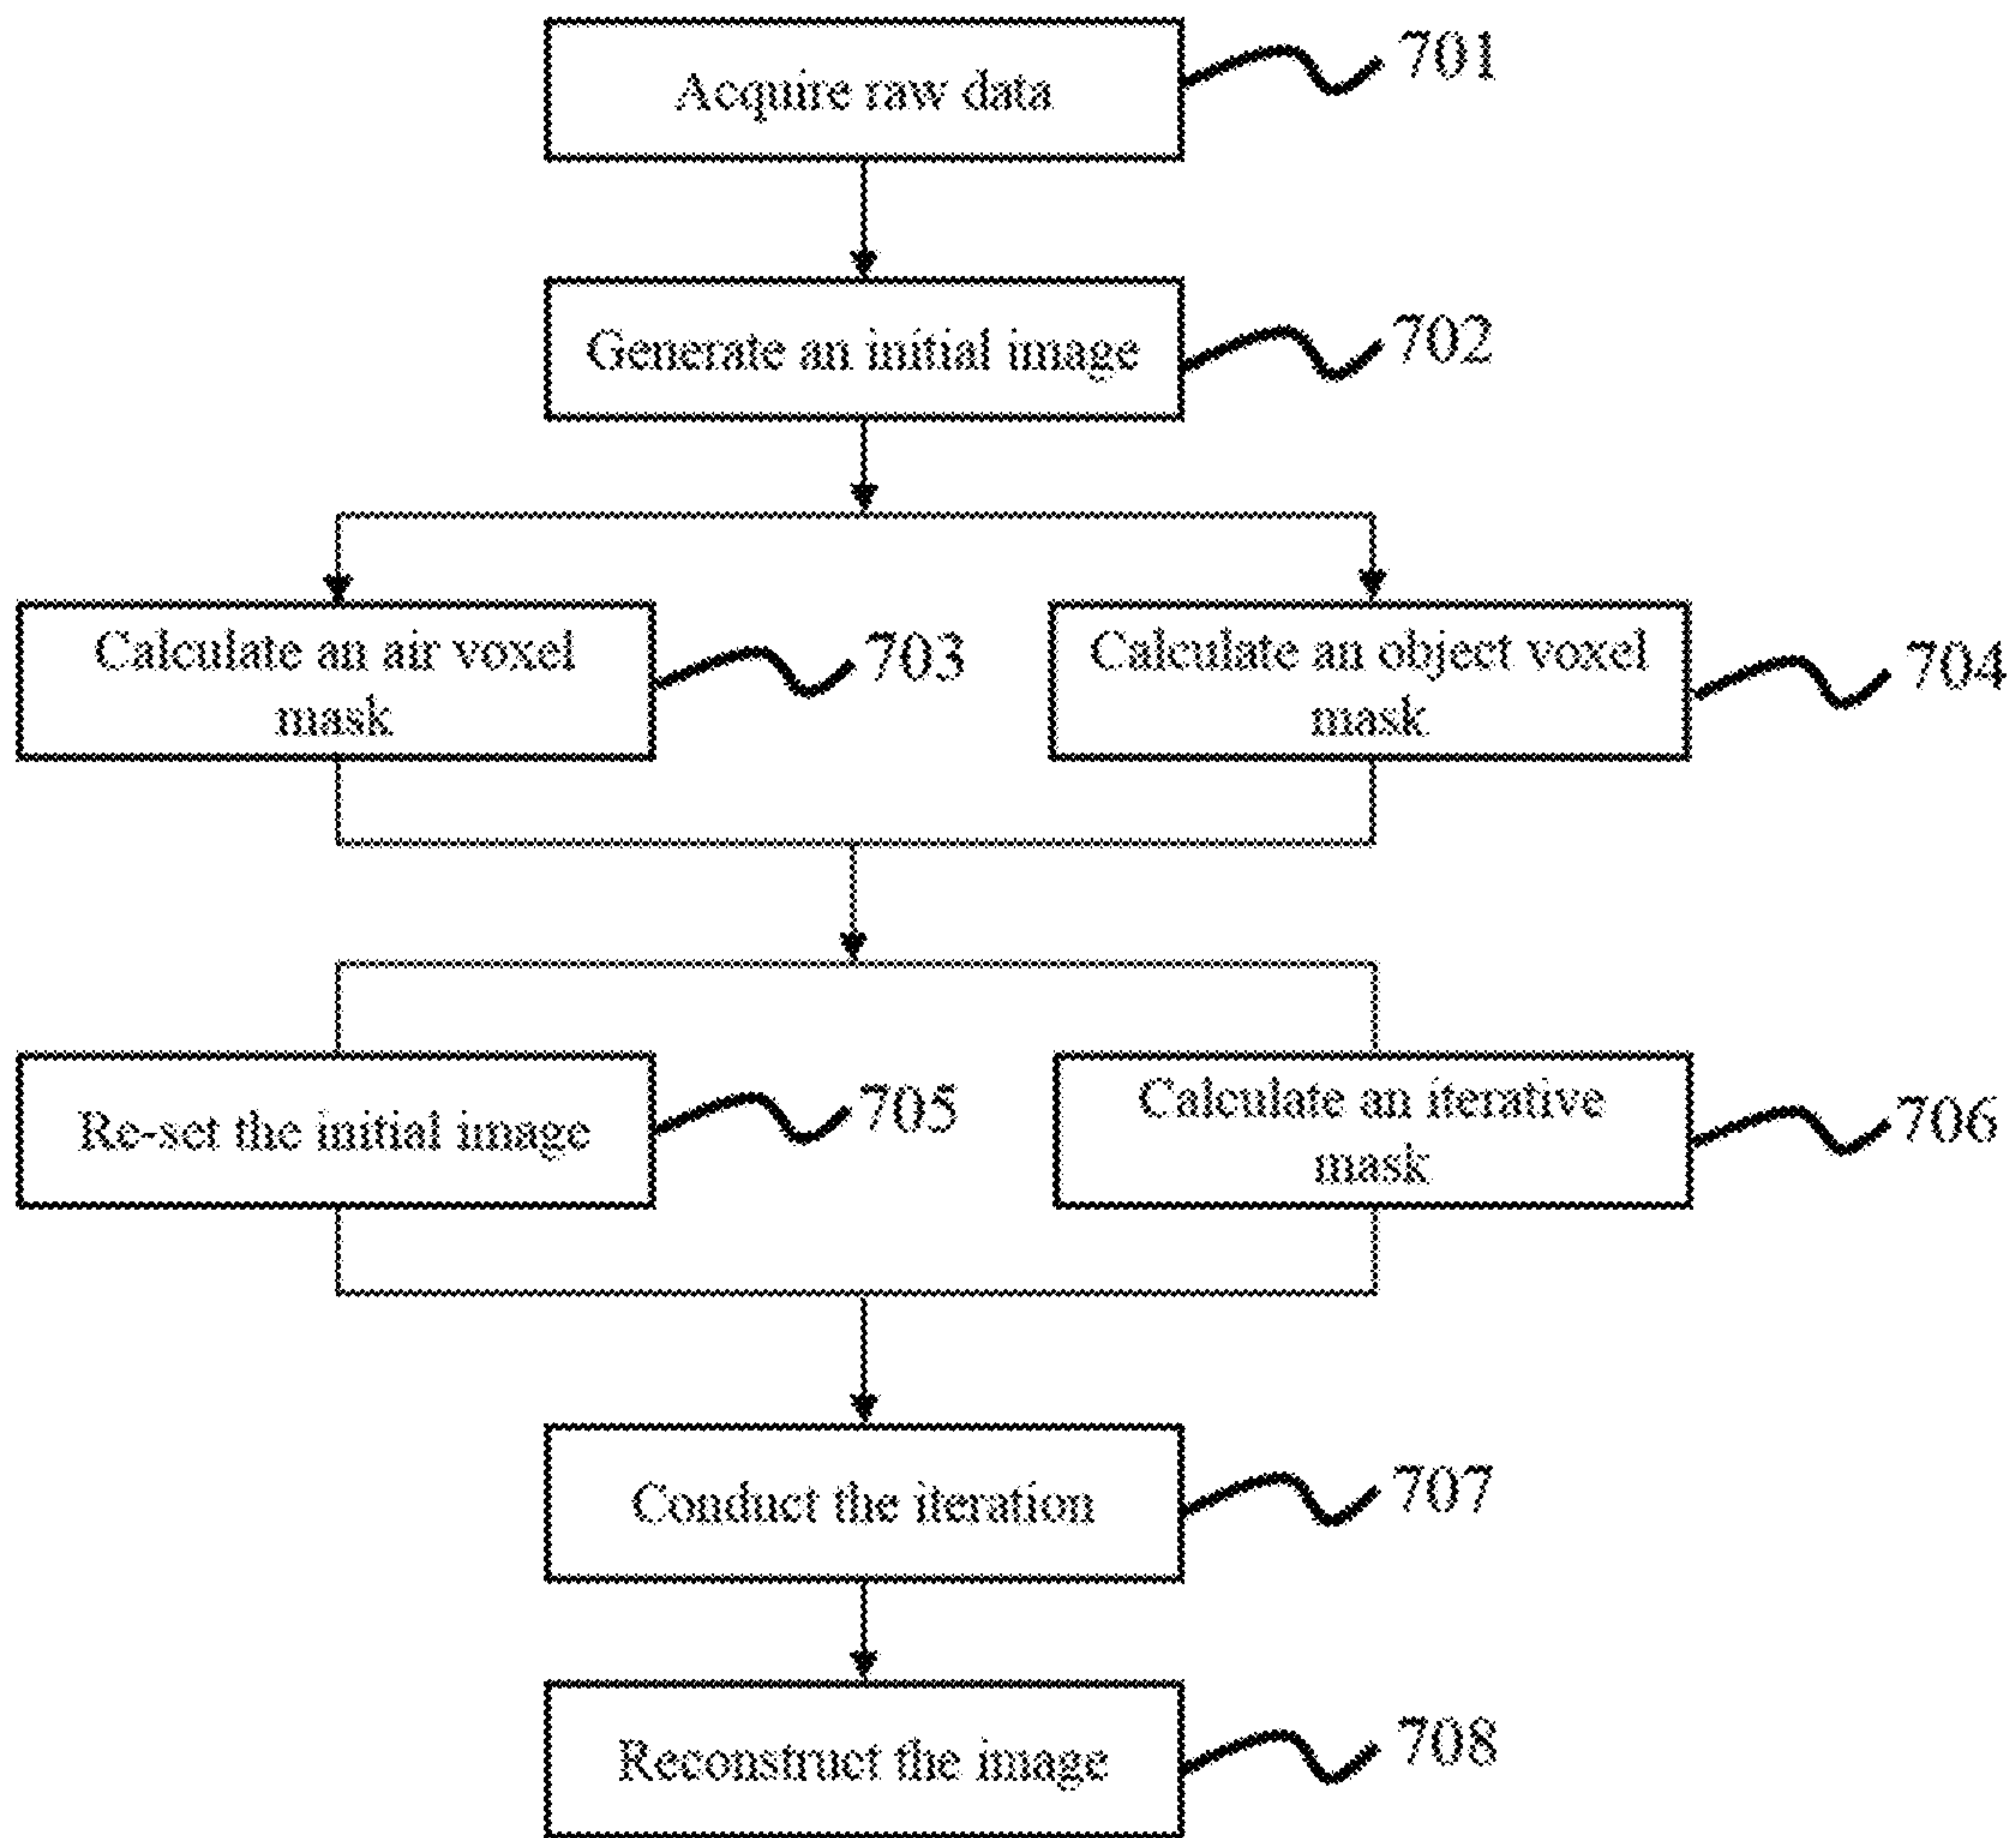 Acquire raw data
701
Generate an initial image
702
Calculate an air voxel
mask
703
Calculate an object voxel
mask
704
Re-set the initial image
705
Calculate an iterative
mask
706
Conduct the iteration
707
Reconstruct the image
708